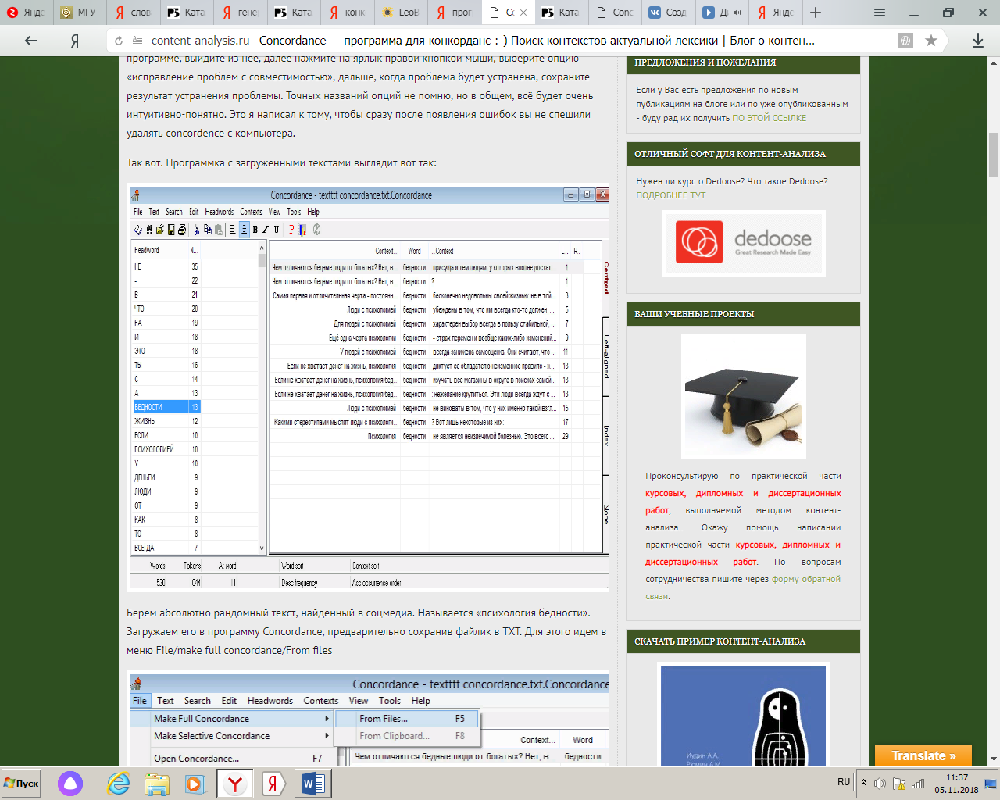 Янде
МГУ
слов
Ката
гене
Ката
конк
LeoB
прог
Co
Ката
Conc
Созд
Ди
Янде
content-analysis.ru Concordance — программа для конкорданс :-) Поиск контекстов актуальной лексики | Блог о контен...
программе, выйдите из нее, далее нажмите на ярлык правой кнопкой мыши, выберите опцию
«исправление проблем с совместимостью», дальше, когда проблема будет устранена, сохраните
результат устранения проблемы. Точных названий опций не помню, но в общем, всё будет очень
интуитивно-понятно. Это я написал к тому, чтобы сразу после появления ошибок вы не спешили
удалять concordence с компьютера.
Так вот. Программка с загруженными текстами выглядит вот так:
Concordance - textttt concordance.txt.Concordance
File Text Search Edit Headwords Contexts View Tools Help
B I U P
Headword
НЕ 35
- 22
В 21
ЧТО 20
НА 19
И 18
ЭТО 18
ТЫ 16
С 14
А 13
БЕДНОСТИ 13
ЖИЗНЬ 12
ЕСЛИ 10
ПСИХОЛОГИЕЙ 10
У 10
ДЕНЬГИ 9
ЛЮДИ 9
ОТ 9
КАК 8
ТО 8
ВСЕГДА 7
Context... Word ...Context ... R.
Чем отличаются бедные люди от богатых? Нет, в... бедности присуща и тем людям, у которых вполне достат... 1
Чем отличаются бедные люди от богатых? Нет, в... бедности ? 1
Самая первая и отличительная черта - постоянн... бедности бесконечно недовольны своей жизнью: не в той... 3
Люди с психологией бедности убеждены в том, что им всегда кто-то должен. ... 5
Для людей с психологией бедности характерен выбор всегда в пользу стабильной, ... 7
Ещё одна черта психологии бедности - страх перемен и вообще каких-либо изменений... 9
У людей с психологией бедности всегда занижена самооценка. Они считают, что ... 11
Если не хватает денег на жизнь, психология бедности диктует её обладателю неизменное правило - н... 13
Если не хватает денег на жизнь, психология бед... бедности изучать все магазины в округе в поисках самой... 13
Если не хватает денег на жизнь, психология бед... бедности : нежелание крутиться. Эти люди всегда ждут с ... 13
Люди с психологией бедности не виноваты в том, что у них именно такой взгл... 15
Какими стереотипами мыслят люди с психологи... бедности ? Вот лишь некоторые из них: 17
Психология бедности не является неизлечимой болезнью. Это всего ... 29
Centred
Left-aligned
Index
None
Words Tokens At word Word sort Context sort
520 1044 11 Desc frequency Asc occurrence order
Берем абсолютно рандомный текст, найденный в соцмедиа. Называется «психология бедности».
Загружаем его в программу Concordance, предварительно сохранив файлик в TXT. Для этого идем в
меню File/make full concordance/From files
Concordance - textttt concordance.txt.Concordance
File Text Search Edit Headwords Contexts View Tools Help
Make Full Concordance
From Files... F5
Make Selective Concordance
From Clipboard... F8
Open Concordance... F7
Context... Word
Чем отличаются бедные люди от богатых? Нет, в... бедности
ПРЕДЛОЖЕНИЯ И ПОЖЕЛАНИЯ
Если у Вас есть предложения по новым
публикациям на блоге или по уже опубликованным
- буду рад их получить ПО ЭТОЙ ССЫЛКЕ
ОТЛИЧНЫЙ СОФТ ДЛЯ КОНТЕНТ-АНАЛИЗА
Нужен ли курс о Dedoose? Что такое Dedoose?
ПОДРОБНЕЕ ТУТ
dedoose
Great Research Made Easy
ВАШИ УЧЕБНЫЕ ПРОЕКТЫ
Проконсультирую по практической части
курсовых, дипломных и диссертационных
работ, выполняемой методом контент-
анализа.. Окажу помощь написании
практической части курсовых, дипломных и
диссертационных работ. По вопросам
сотрудничества пишите через форму обратной
связи.
СКАЧАТЬ ПРИМЕР КОНТЕНТ-АНАЛИЗА
Иудин А.А.
Рюмин А.М.
Translate »
Пуск
RU
11:37
05.11.2018